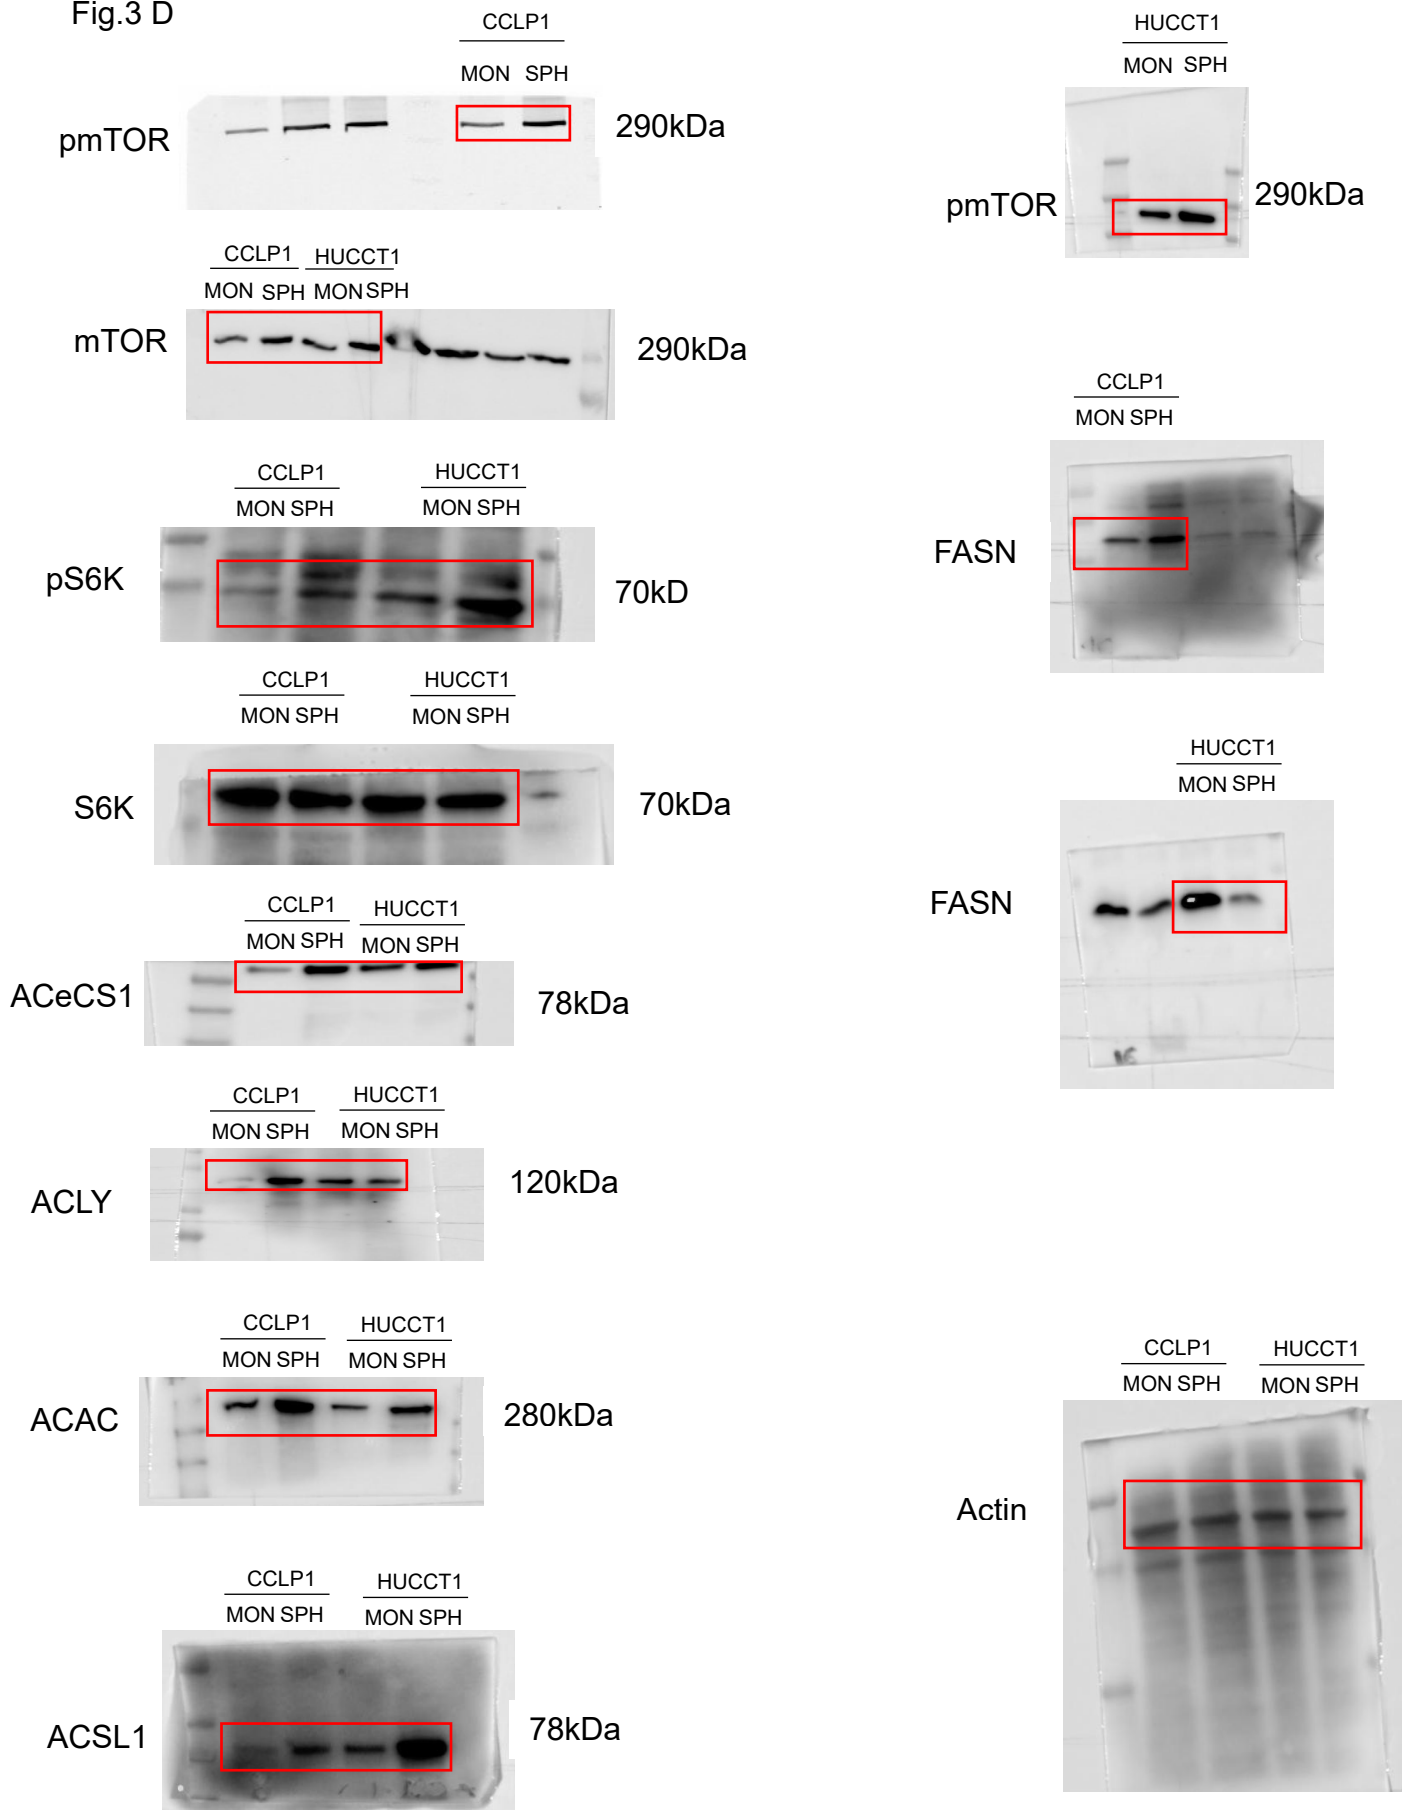 Fig.3 D
CCLP1
MON SPH
pmTOR
290kDa
CCLP1 HUCCT1
MON SPH MON SPH
mTOR
290kDa
CCLP1 HUCCT1
MON SPH MON SPH
pS6K
70kD
CCLP1 HUCCT1
MON SPH MON SPH
S6K
70kDa
CCLP1 HUCCT1
MON SPH MON SPH
ACeCS1
78kDa
CCLP1 HUCCT1
MON SPH MON SPH
ACLY
120kDa
CCLP1 HUCCT1
MON SPH MON SPH
ACAC
280kDa
CCLP1 HUCCT1
MON SPH MON SPH
ACSL1
78kDa
HUCCT1
MON SPH
pmTOR
290kDa
CCLP1
MON SPH
FASN
HUCCT1
MON SPH
FASN
CCLP1 HUCCT1
MON SPH MON SPH
Actin